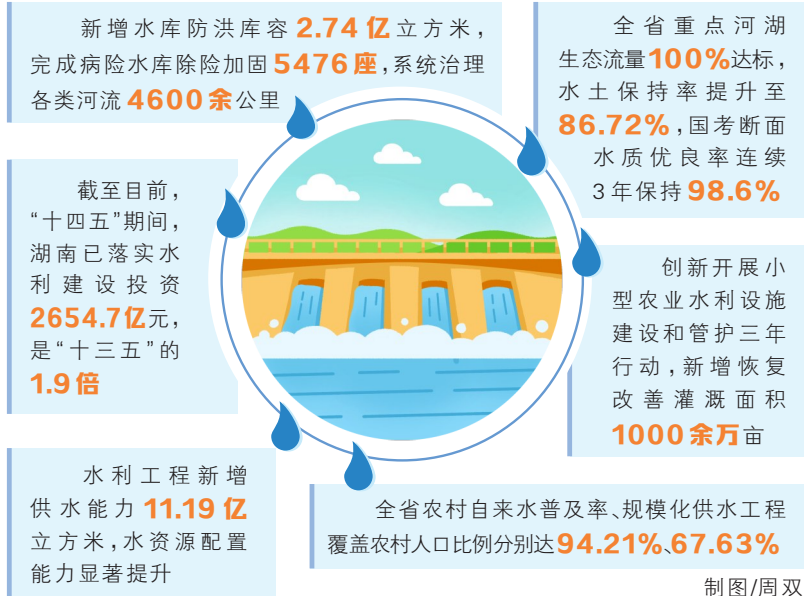 新增水库防洪库容2.74亿立方米，
完成病险水库除险加固5476座，系统治理
各类河流4600余公里
全省重点河湖
生态流量100%达标，
水土保持率提升至
86.72%，国考断面
水质优良率连续
3年保持98.6%
截至目前，
“十四五”期间，
湖南已落实水
利建设投资
2654.7亿元，
是“十三五”的
1.9倍
创新开展小
型农业水利设施
建设和管护三年
行动，新增恢复
改善灌溉面积
1000余万亩
水利工程新增
供水能力11.19亿
立方米，水资源配置
能力显著提升
全省农村自来水普及率、规模化供水工程
覆盖农村人口比例分别达94.21%、67.63%
制图/周双